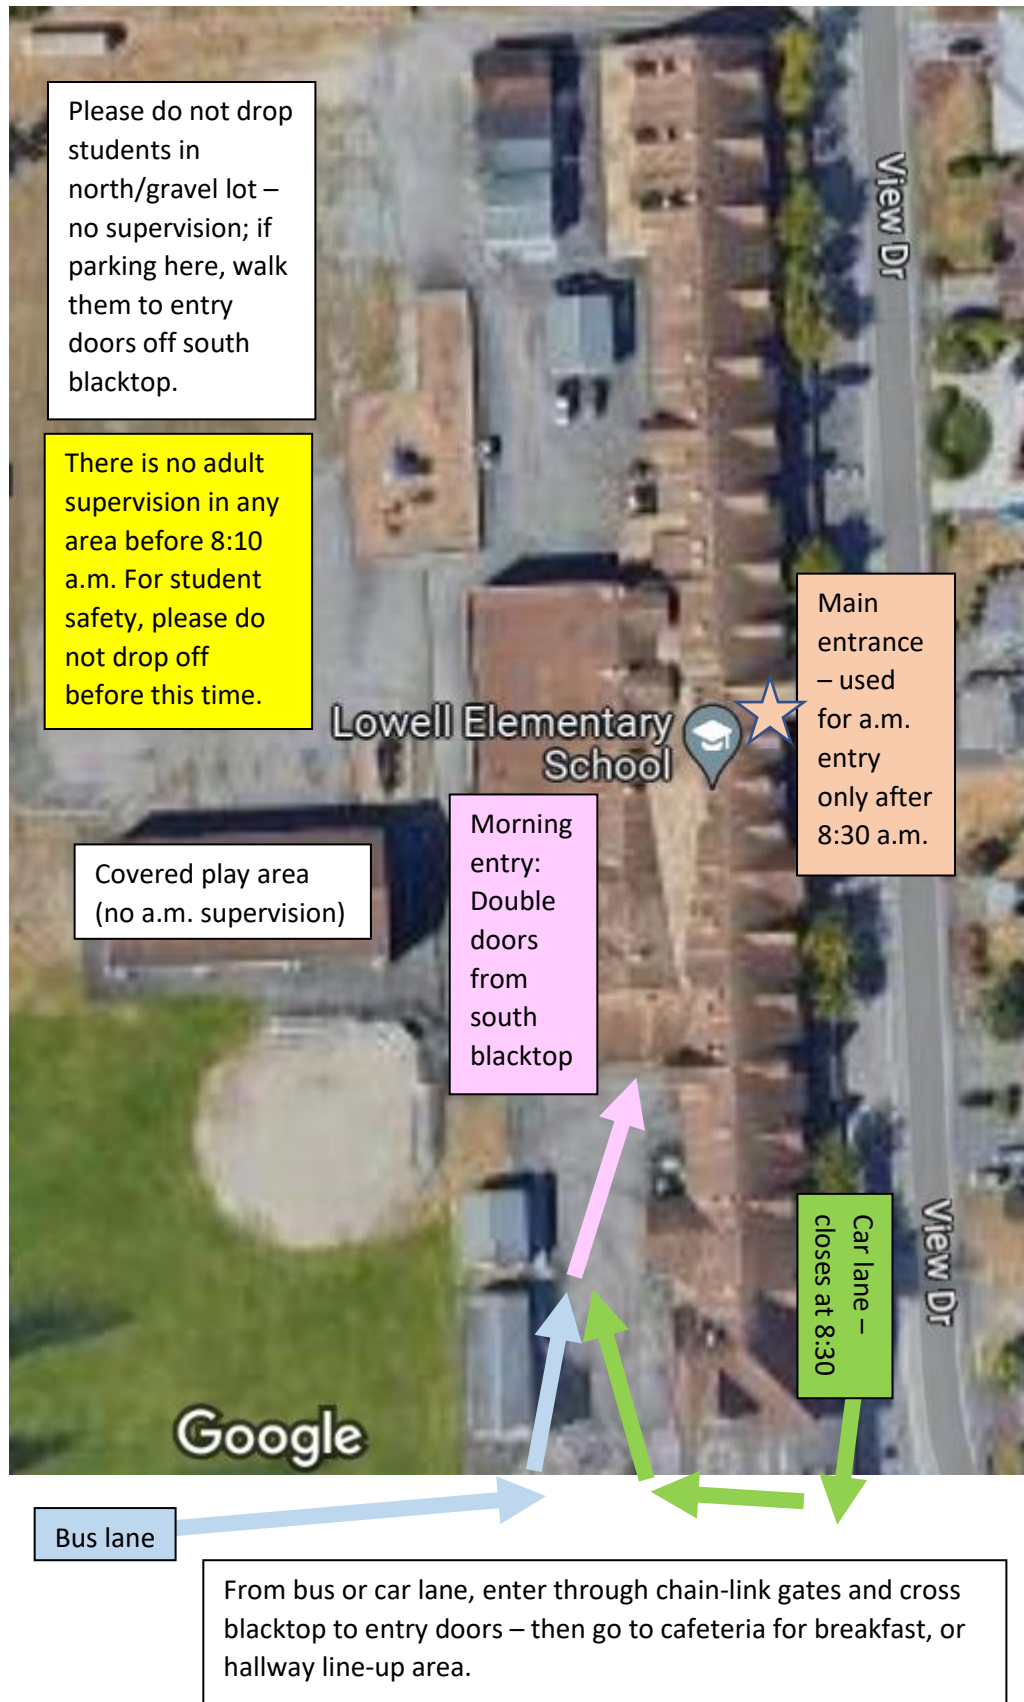 Please do not drop
students in
north/gravel lot –
no supervision; if
parking here, walk
them to entry
doors off south
blacktop.
View Dr
There is no adult
supervision in any
area before 8:10
a.m. For student
safety, please do
not drop off
before this time.
Main
entrance
– used
for a.m.
entry
only after
8:30 a.m.
Lowell Elementary
School
Morning
entry:
Double
doors
from
south
blacktop
Covered play area
(no a.m. supervision)
Car lane –
closes at 8:30
View Dr
Google
Bus lane
From bus or car lane, enter through chain-link gates and cross
blacktop to entry doors – then go to cafeteria for breakfast, or
hallway line-up area.